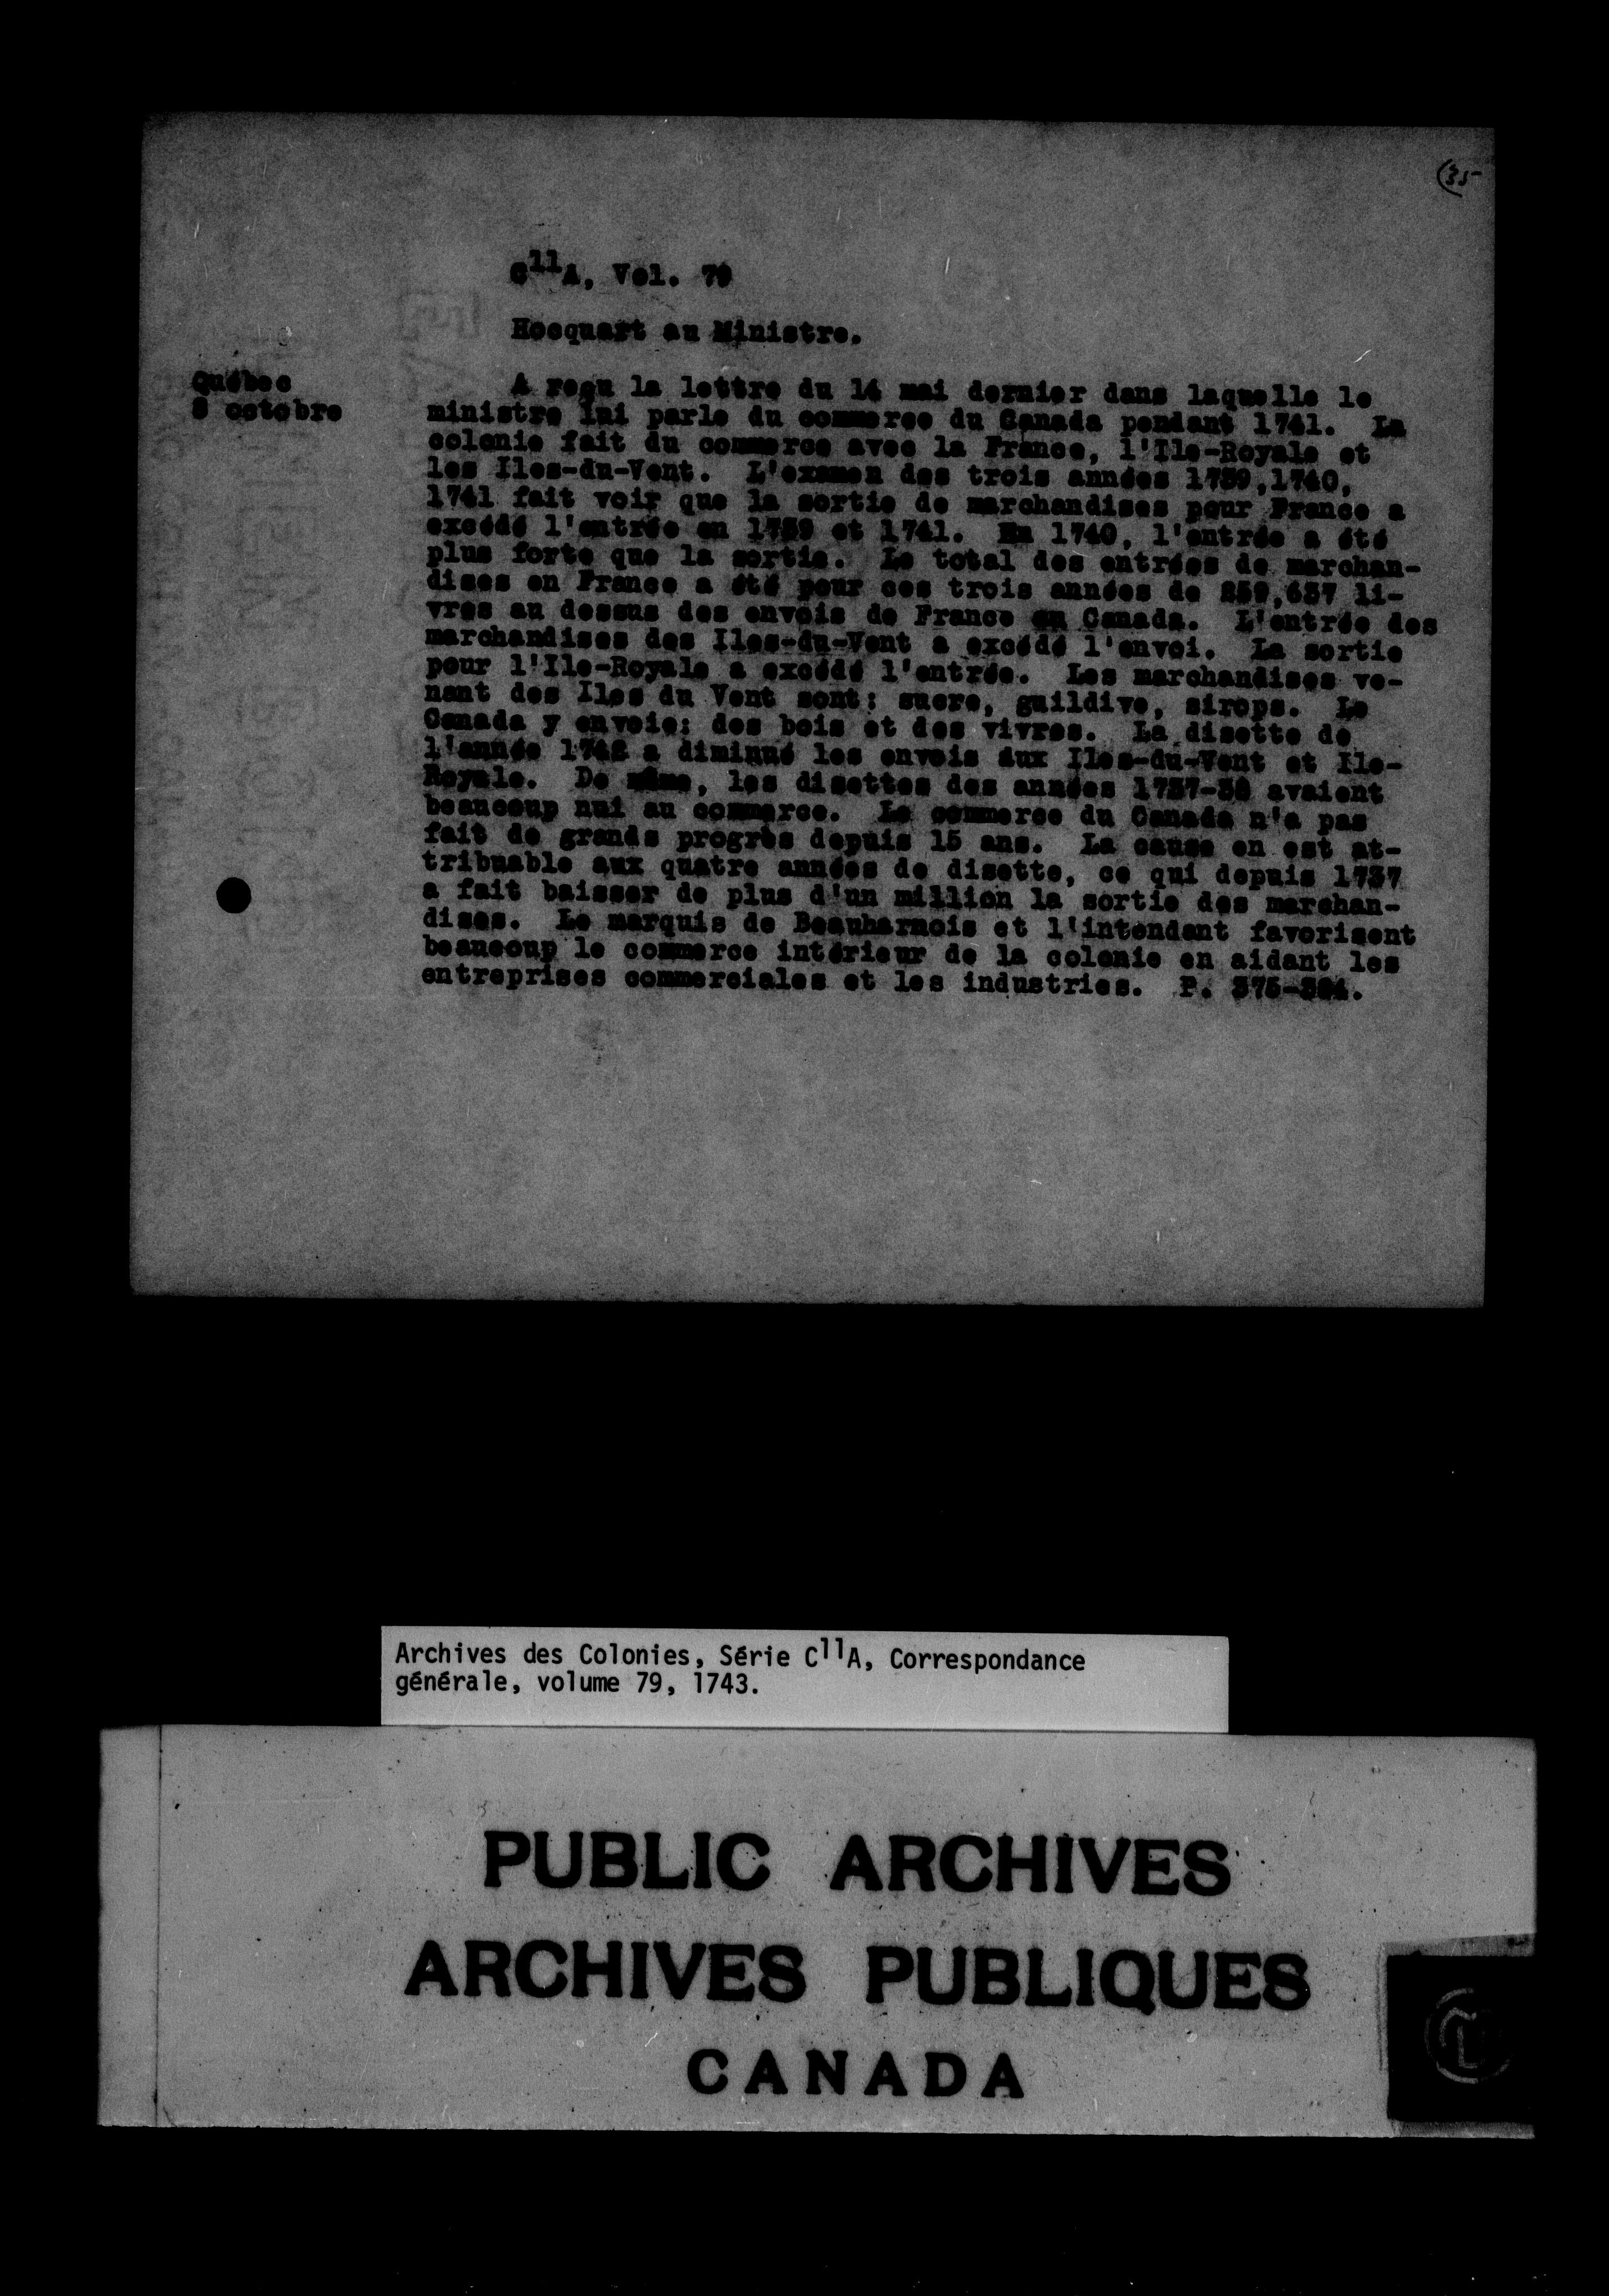 (35
C11A, Vol. 79
Hocquart au Ministre.
Québec
8 octobre
A reçu la lettre du 14 mai dernier dans laquelle le
ministre lui parle du commerce du Canada pendant 1741. La
colonie fait du commerce avec la France, l'Ile-Royale et
les Iles-du-Vent. L'examen des trois années 1739,1740,
1741 fait voir que la sortie de marchandises pour France a
excédé l'entrée en 1739 et 1741. En 1740, l'entrée a été
plus forte que la sortie. Le total des entrées de marchan-
dises en France a été pour ces trois années de 259,637 li-
vres au dessus des envois de France au Canada. L'entrée des
marchandises des Iles-du-Vent a excédé l'envoi. La sortie
pour l'Ile-Royale a excédé l'entrée. Les marchandises ve-
nant des Iles du Vent sont: sucre, guildive, sirops. Le
Canada y envoie: des bois et des vivres. La disette de
l'année 1742 a diminué les envois aux Iles-du-Vent et Ile-
Royale. De même, les disettes des années 1737-38 avaient
beaucoup nui au commerce. Le commerce du Canada n'a pas
fait de grands progrès depuis 15 ans. La cause en est at-
tribuable aux quatre années de disette, ce qui depuis 1737
a fait baisser de plus d'un million la sortie des marchan-
dises. Le marquis de Beauharnois et l'intendant favorisent
beaucoup le commerce intérieur de la colonie en aidant les
entreprises commerciales et les industries. P.
Archives des Colonies, Série C11A, Correspondance
générale, volume 79, 1743.
PUBLIC ARCHIVES
ARCHIVES PUBLIQUES
CANADA